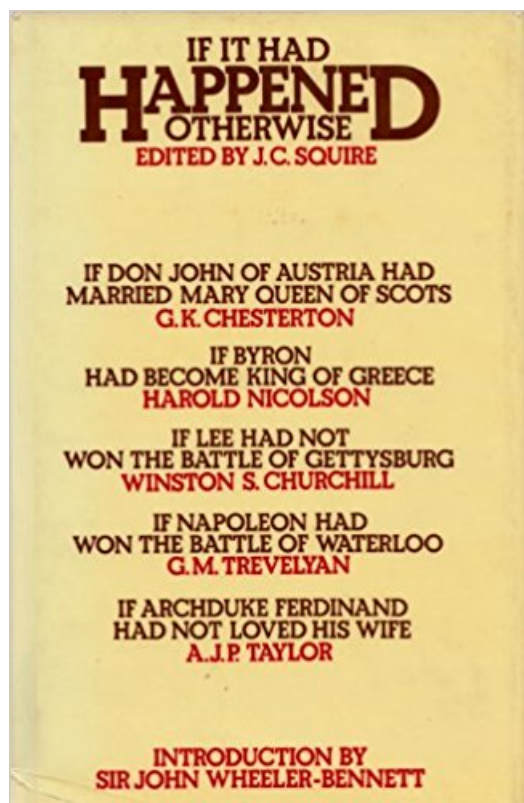 IF IT HAD
HAPPENED
OTHERWISE
EDITED BY J.C. SQUIRE
IF DON JOHN OF AUSTRIA HAD
MARRIED MARY QUEEN OF SCOTS
G.K. CHESTERTON
IF BYRON
HAD BECOME KING OF GREECE
HAROLD NICOLSON
IF LEE HAD NOT
WON THE BATTLE OF GETTYSBURG
WINSTON S. CHURCHILL
IF NAPOLEON HAD
WON THE BATTLE OF WATERLOO
G.M. TREVELYAN
IF ARCHDUKE FERDINAND
HAD NOT LOVED HIS WIFE
A.J.P. TAYLOR
INTRODUCTION BY
SIR JOHN WHEELER-BENNETT